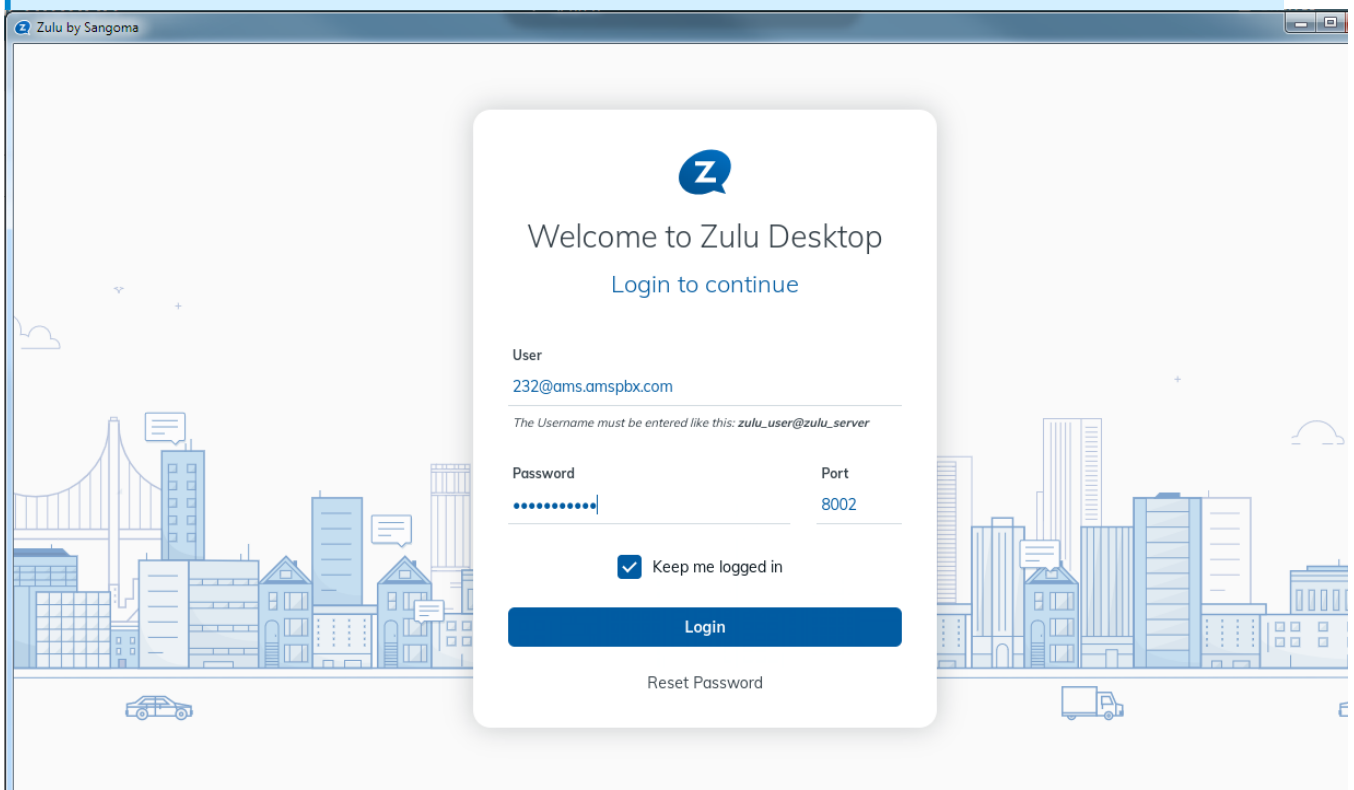 Zulu by Sangoma
Z
Welcome to Zulu Desktop
Login to continue
User
232@ams.amspbx.com
The Username must be entered like this: zulu_user@zulu_server
Password Port
••••••••••• 8002
Keep me logged in
Login
Reset Password